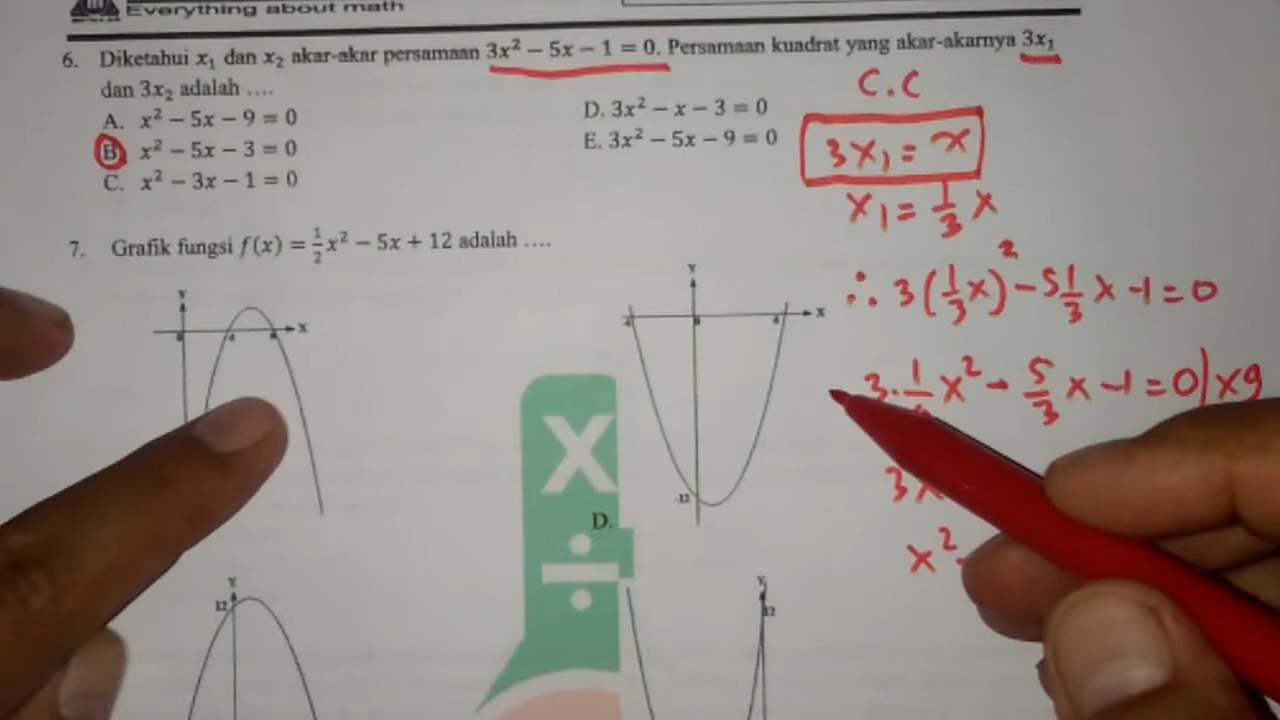 Everything about math
6. Diketahui x₁ dan x₂ akar-akar persamaan 3x² − 5x − 1 = 0. Persamaan kuadrat yang akar-akarnya 3x₁
dan 3x₂ adalah ….
A. x² − 5x − 9 = 0
B. x² − 5x − 3 = 0
C. x² − 3x − 1 = 0
D. 3x² − x − 3 = 0
E. 3x² − 5x − 9 = 0
C.C
3x₁ = x
x₁ = 1/3 x
∴ 3(1/3 x)² − 5 1/3 x − 1 = 0
3 · 1/9 x² − 5/3 x − 1 = 0 | x9
x²
7. Grafik fungsi f(x) = 1/2 x² − 5x + 12 adalah ….
Y
X
Y
X
-12
D.
Y
12
Y
12